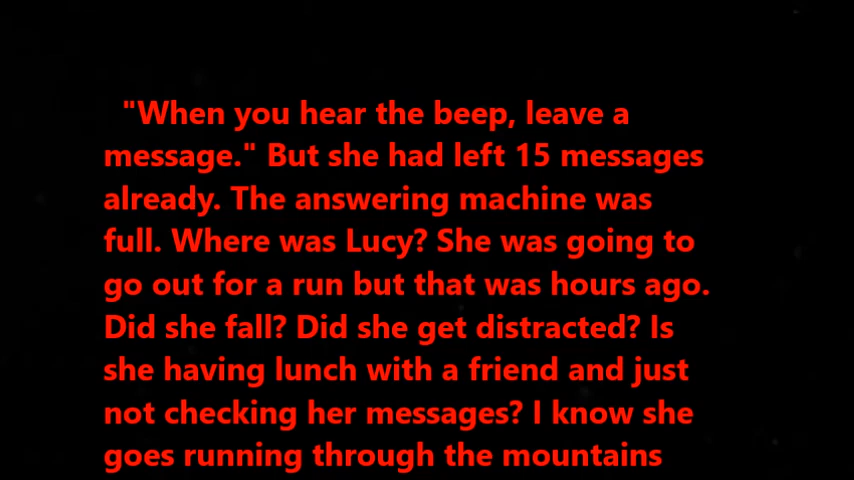 "When you hear the beep, leave a
message." But she had left 15 messages
already. The answering machine was
full. Where was Lucy? She was going to
go out for a run but that was hours ago.
Did she fall? Did she get distracted? Is
she having lunch with a friend and just
not checking her messages? I know she
goes running through the mountains